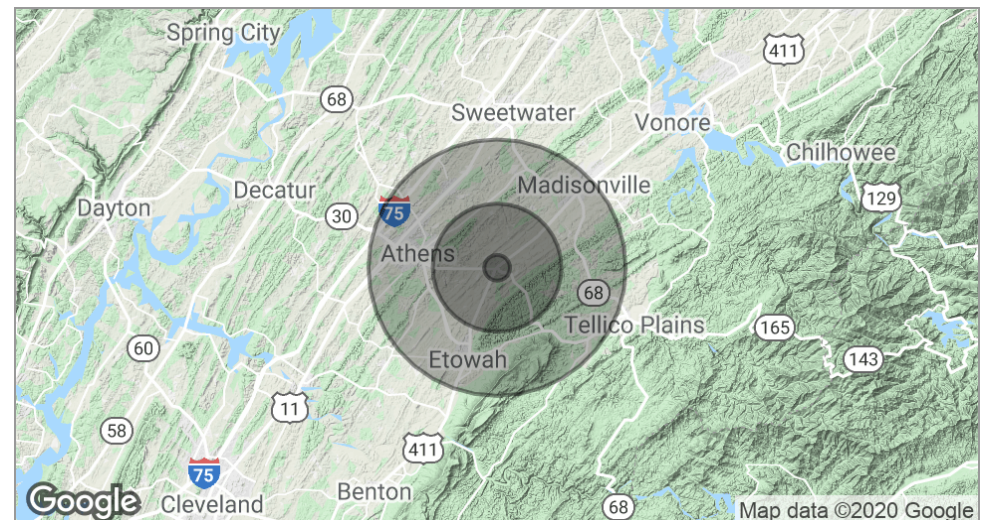 Spring City
411
68
Sweetwater
Vonore
Chilhowee
Madisonville
Decatur
129
Dayton
30
75
Athens
68
Tellico Plains
165
60
Etowah
143
11
58
411
75
Benton
Google
Cleveland
68
Map data ©2020 Google